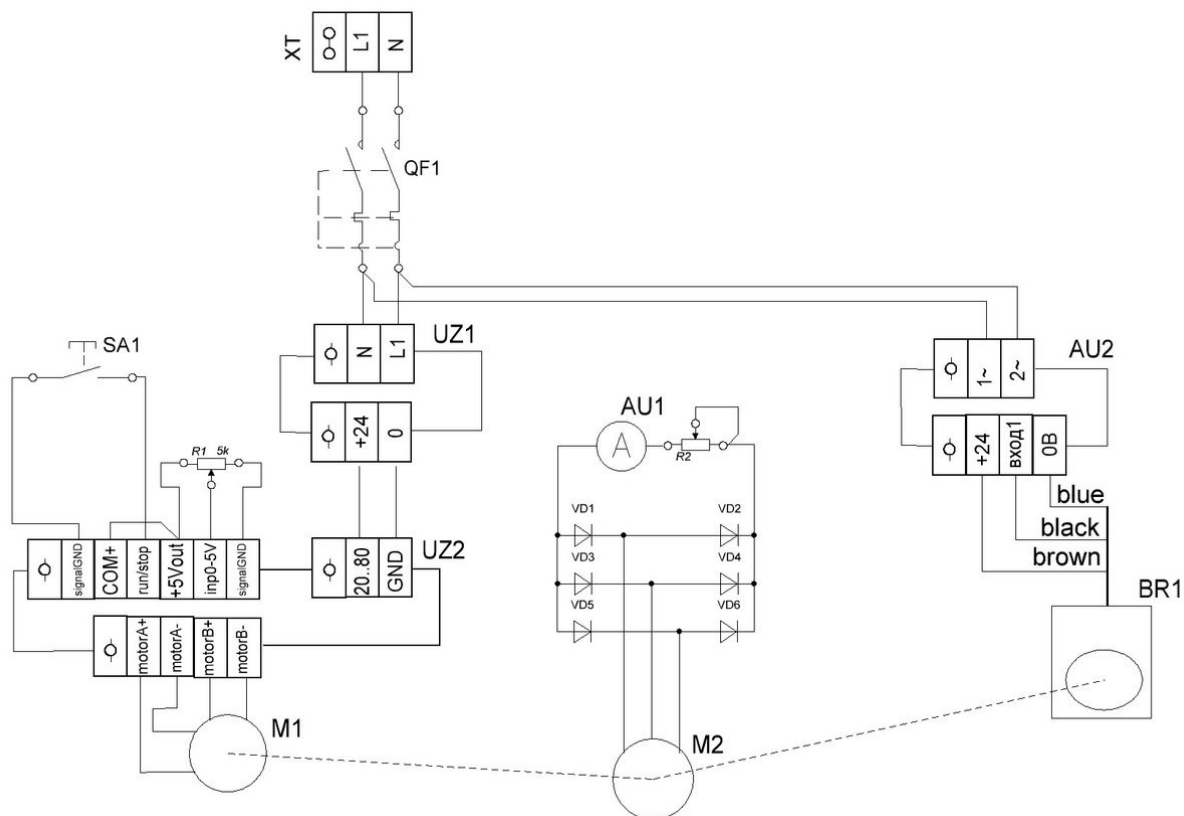 XT
L1
N
QF1
UZ1
N
L1
+24
0
SA1
R1 5k
signalGND
COM+
run/stop
+5Vout
inp0-5V
signalGND
20..80
GND
UZ2
motorA+
motorA-
motorB+
motorB-
M1
AU1
A
R2
VD1
VD2
VD3
VD4
VD5
VD6
M2
AU2
1~
2~
+24
вход1
0В
blue
black
brown
BR1